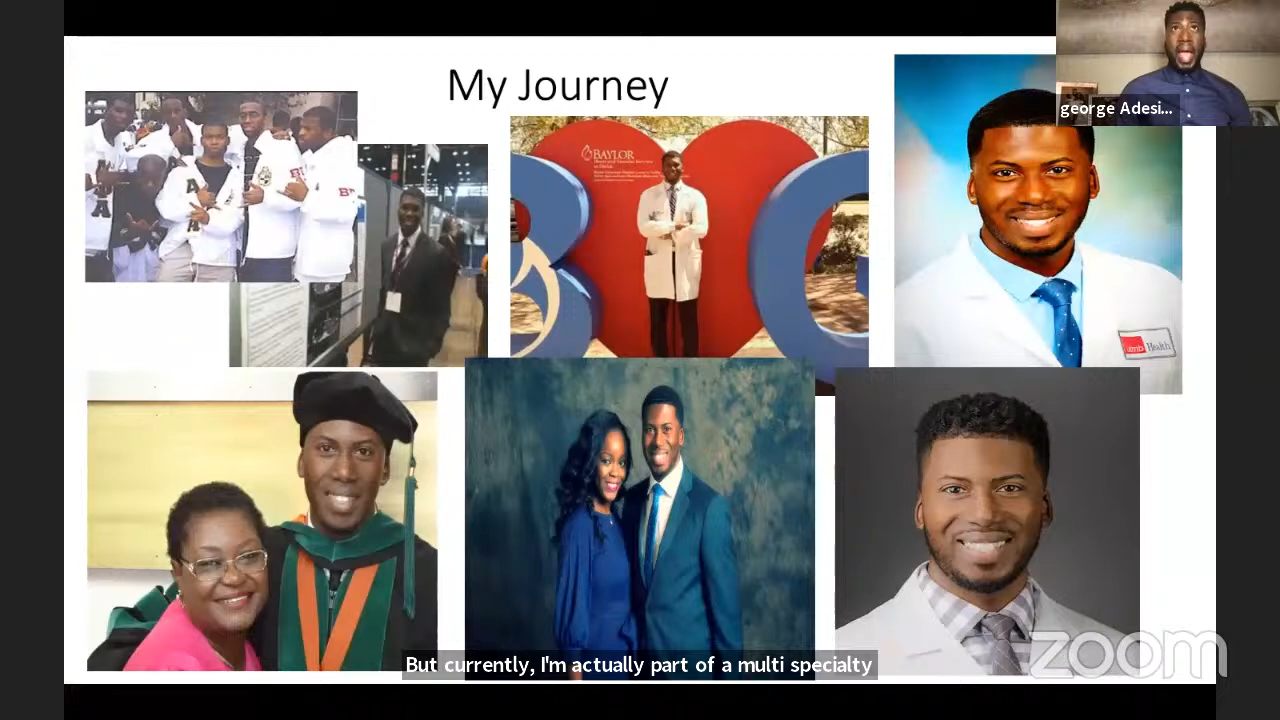 My Journey
george Adesi...
BAYLOR
B
A
A
Health
But currently, I'm actually part of a multi specialty
zoom